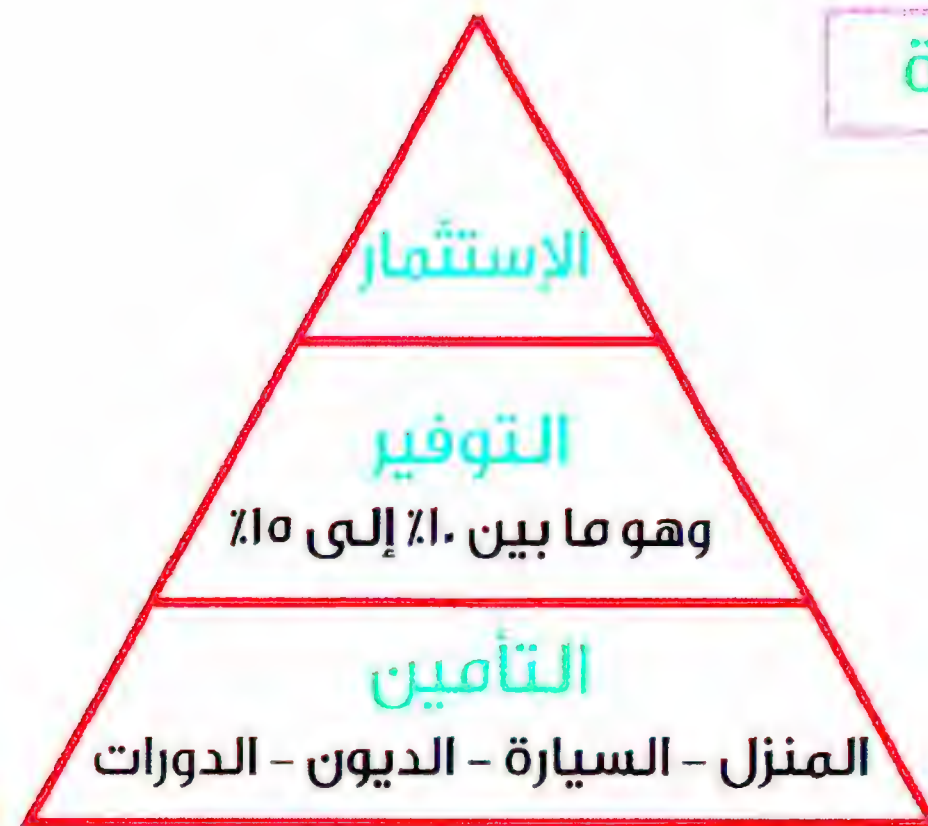 الإستثمار
التوفير
وهو ما بين ١٠٪ إلى ١٥٪
التأمين
المنزل – السيارة – الديون – الدورات